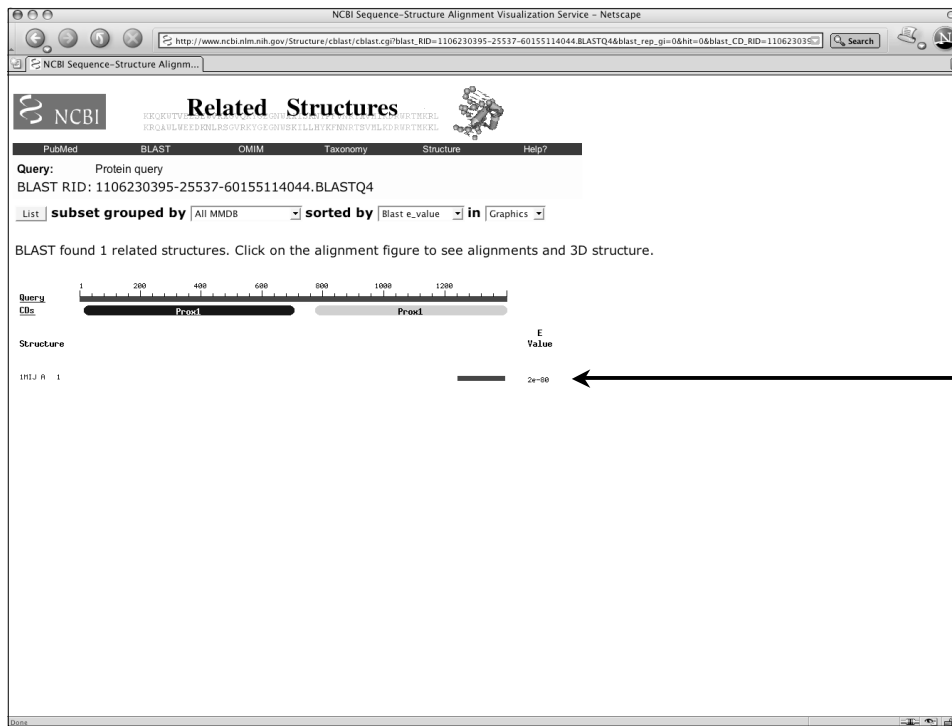 NCBI Sequence-Structure Alignment Visualization Service – Netscape
http://www.ncbi.nlm.nih.gov/Structure/cblast/cblast.cgi?blast_RID=1106230395-25537-60155114044.BLASTQ4&blast_rep_gi=0&hit=0&blast_CD_RID=110623039
Search
N
NCBI Sequence-Structure Alignm...
NCBI
Related Structures
PubMed BLAST OMIM Taxonomy Structure Help?
Query: Protein query
BLAST RID: 1106230395-25537-60155114044.BLASTQ4
List subset grouped by All MMDB sorted by Blast e_value in Graphics
BLAST found 1 related structures. Click on the alignment figure to see alignments and 3D structure.
1 200 400 600 800 1000 1200
Query
CDs Prox1 Prox1
E
Structure Value
1MIJ A 1 2e-80
Done